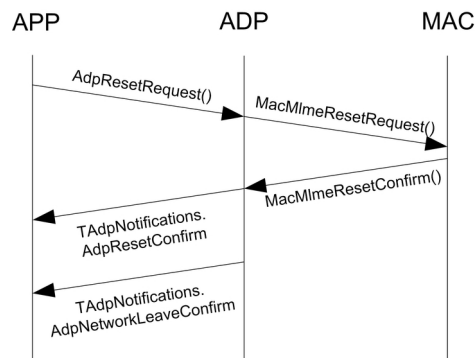 APP ADP MAC
AdpResetRequest()
MacMlmeResetRequest()
MacMlmeResetConfirm()
TAdpNotifications.
AdpResetConfirm
TAdpNotifications.
AdpNetworkLeaveConfirm